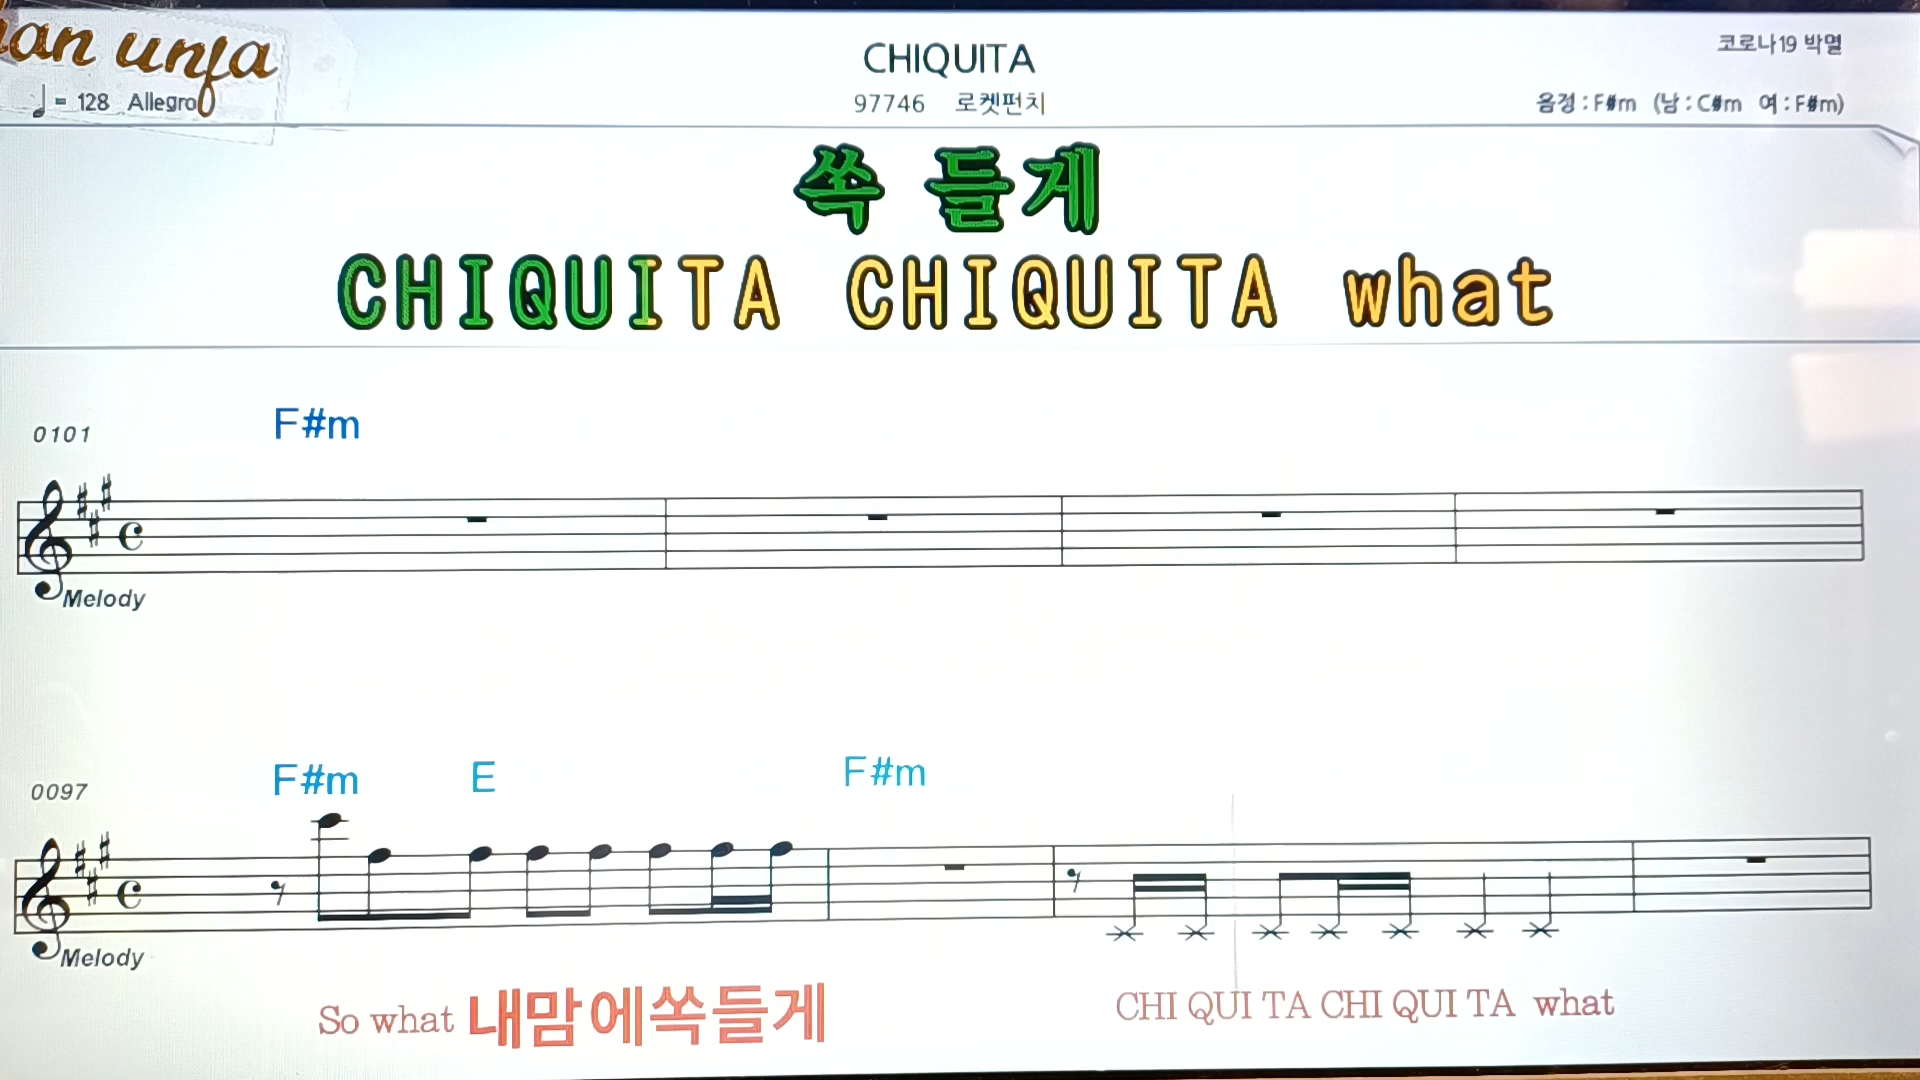 an unja
♩ = 128 Allegro
CHIQUITA
97746 로켓펀치
코로나19 박멸
음정 : F#m (남 : C#m 여 : F#m)
쏙 들게
CHIQUITA CHIQUITA what
0101
F#m
Melody
0097
F#m E F#m
Melody
So what 내맘에쏙들게 CHI QUI TA CHI QUI TA what